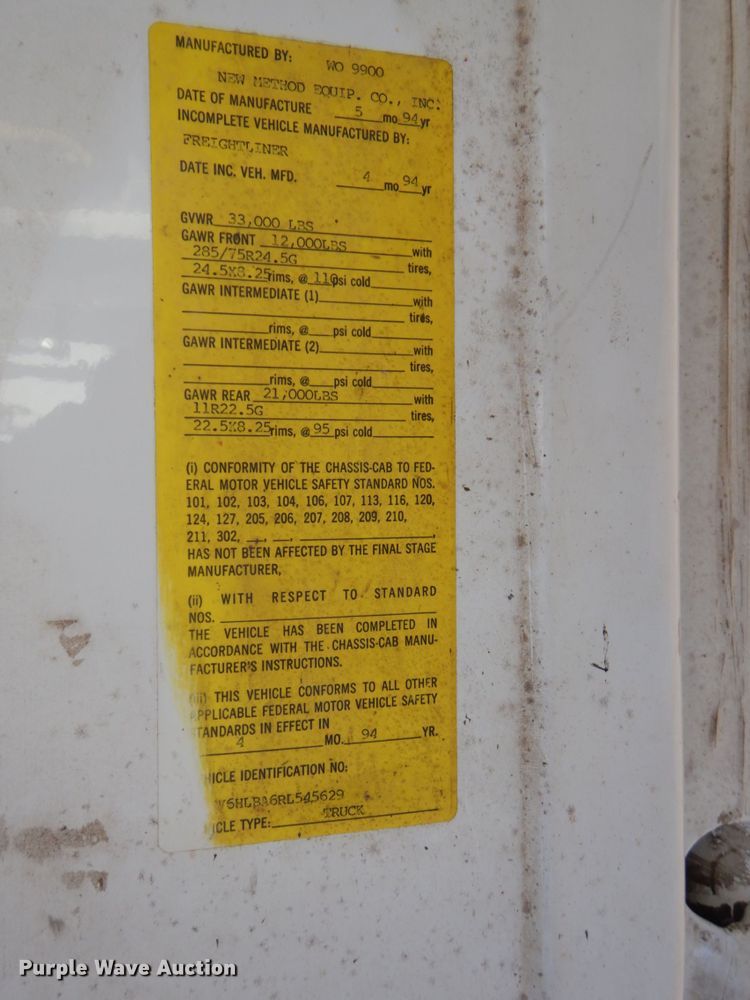 MANUFACTURED BY: WO 9900
NEW METHOD EQUIP. CO., INC.
DATE OF MANUFACTURE 5 mo 94 yr
INCOMPLETE VEHICLE MANUFACTURED BY:
FREIGHTLINER
DATE INC. VEH. MFD. 4 mo 94 yr
GVWR 33,000 LBS
GAWR FRONT 12,000LBS with
285/75R24.5G tires,
24.5X8.25 rims, @ 110 psi cold
GAWR INTERMEDIATE (1) with
tires,
rims, @ psi cold
GAWR INTERMEDIATE (2) with
tires,
rims, @ psi cold
GAWR REAR 21,000LBS with
11R22.5G tires,
22.5X8.25 rims, @ 95 psi cold
(i) CONFORMITY OF THE CHASSIS-CAB TO FED-
ERAL MOTOR VEHICLE SAFETY STANDARD NOS.
101, 102, 103, 104, 106, 107, 113, 116, 120,
124, 127, 205, 206, 207, 208, 209, 210,
211, 302, , ,
HAS NOT BEEN AFFECTED BY THE FINAL STAGE
MANUFACTURER,
(ii) WITH RESPECT TO STANDARD
NOS.
THE VEHICLE HAS BEEN COMPLETED IN
ACCORDANCE WITH THE CHASSIS-CAB MANU-
FACTURER'S INSTRUCTIONS.
(iii) THIS VEHICLE CONFORMS TO ALL OTHER
APPLICABLE FEDERAL MOTOR VEHICLE SAFETY
STANDARDS IN EFFECT IN
4 MO. 94 YR.
HICLE IDENTIFICATION NO:
V6HLBA6RL545629
ICLE TYPE: TRUCK
Purple Wave Auction